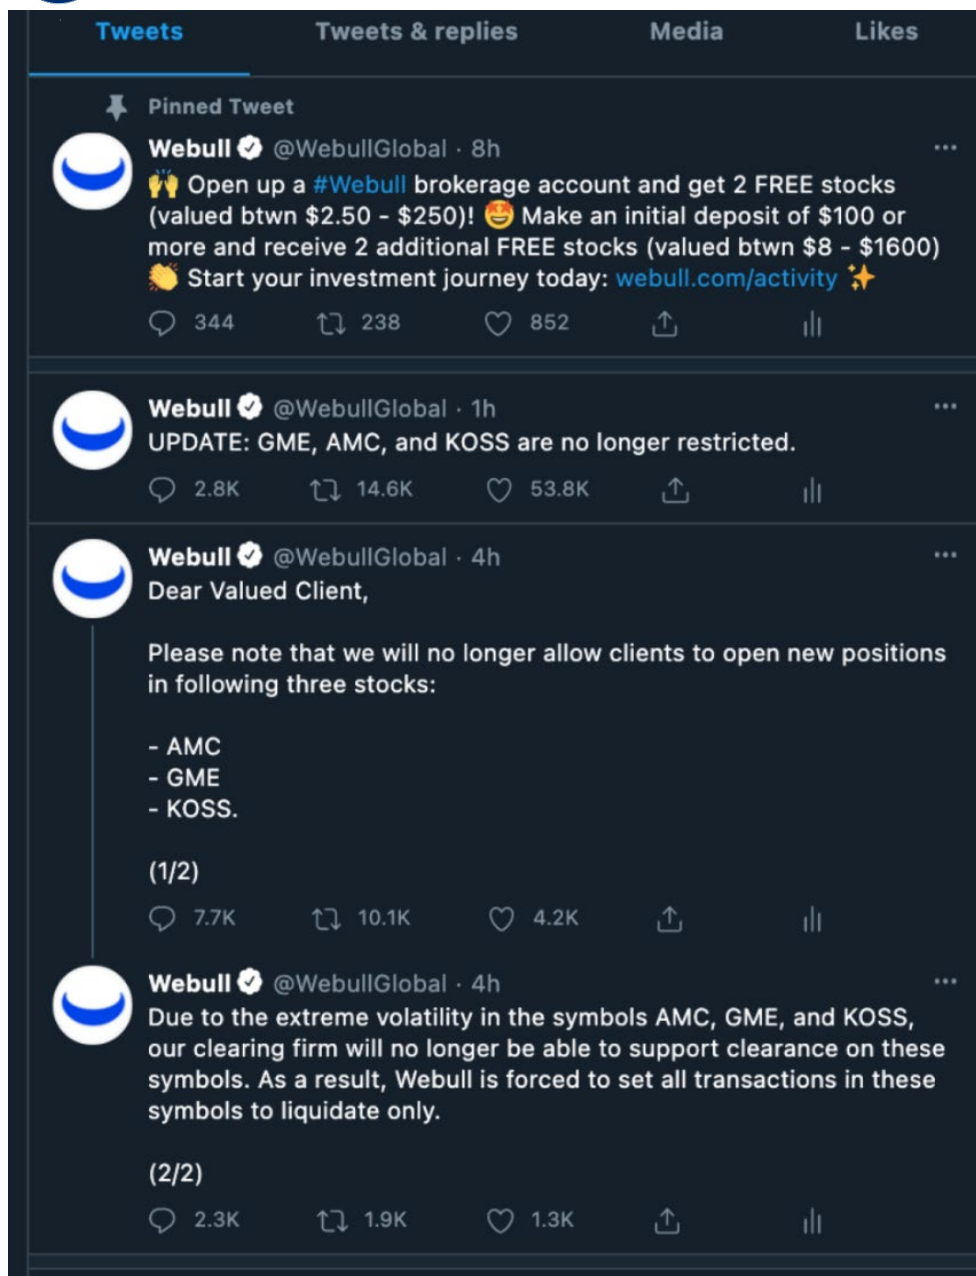 Tweets Tweets & replies Media Likes
Pinned Tweet
Webull @WebullGlobal · 8h
🙌 Open up a #Webull brokerage account and get 2 FREE stocks
(valued btwn $2.50 - $250)! 🤩 Make an initial deposit of $100 or
more and receive 2 additional FREE stocks (valued btwn $8 - $1600)
👏 Start your investment journey today: webull.com/activity ✨
344 238 852
Webull @WebullGlobal · 1h
UPDATE: GME, AMC, and KOSS are no longer restricted.
2.8K 14.6K 53.8K
Webull @WebullGlobal · 4h
Dear Valued Client,
Please note that we will no longer allow clients to open new positions
in following three stocks:
- AMC
- GME
- KOSS.
(1/2)
7.7K 10.1K 4.2K
Webull @WebullGlobal · 4h
Due to the extreme volatility in the symbols AMC, GME, and KOSS,
our clearing firm will no longer be able to support clearance on these
symbols. As a result, Webull is forced to set all transactions in these
symbols to liquidate only.
(2/2)
2.3K 1.9K 1.3K